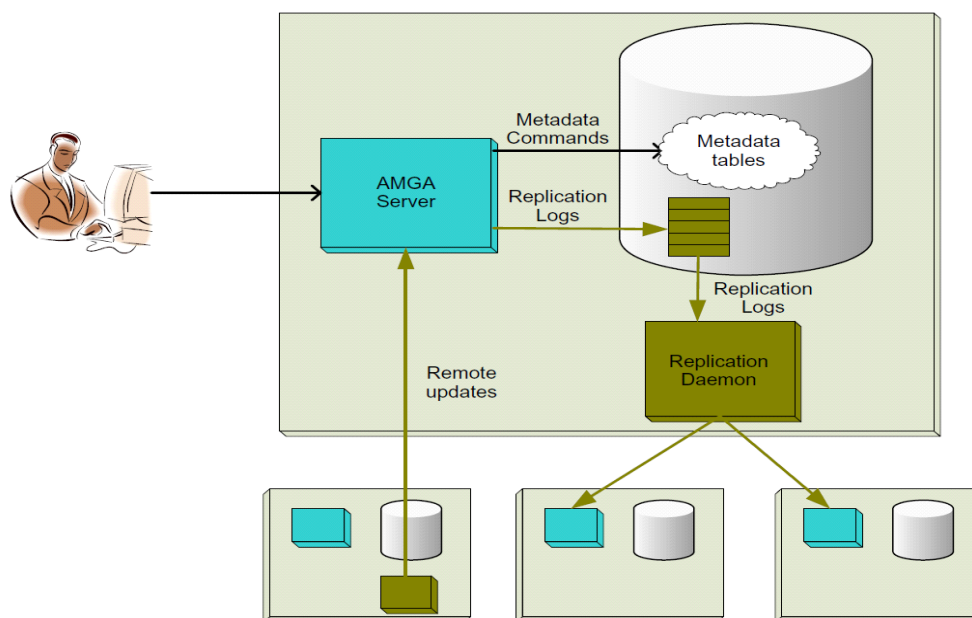 Metadata
Commands
Metadata
tables
AMGA
Server
Replication
Logs
Replication
Logs
Replication
Daemon
Remote
updates